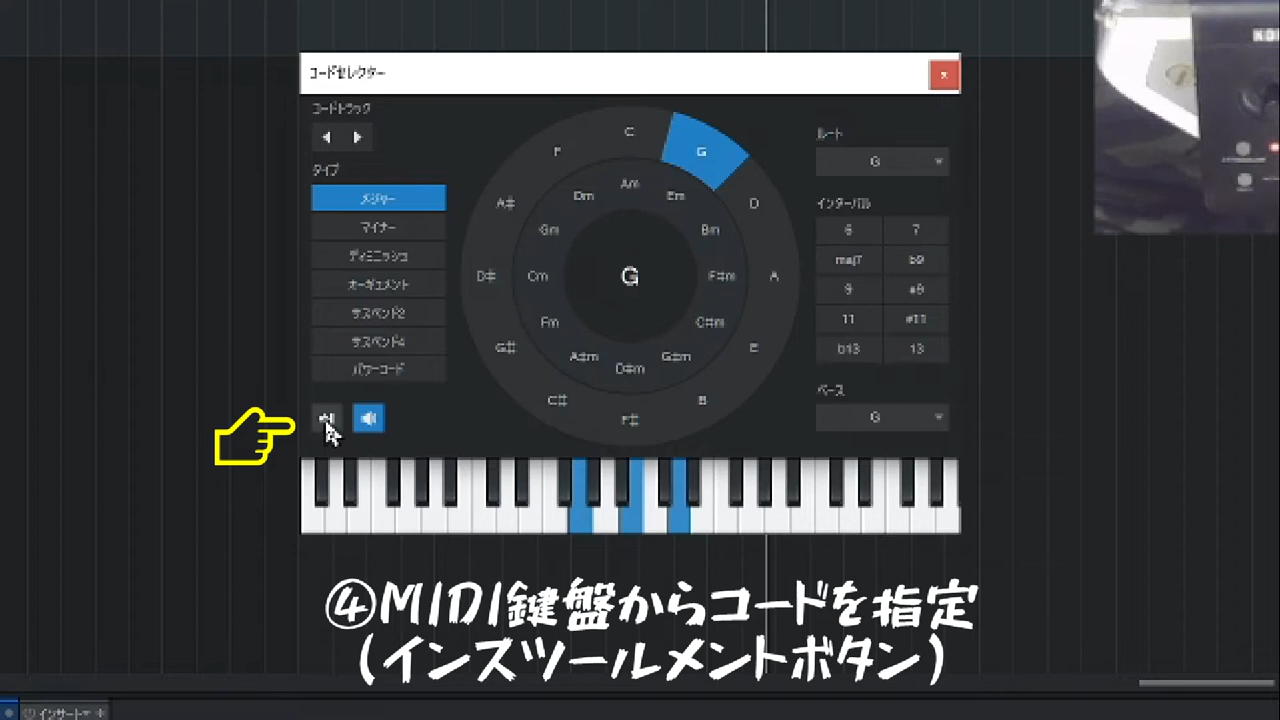 コードセレクター
x
コードトラック
タイプ
メジャー
マイナー
ディミニッシュ
オーギュメント
サスペンド2
サスペンド4
パワーコード
C
G
D
A
E
B
F♯
C♯
G♯
D♯
A♯
F
Am
Em
Bm
F♯m
C♯m
G♯m
D♯m
A♯m
Fm
Cm
Gm
Dm
G
ルート
G
インターバル
6 7
maj7 b9
9 #9
11 #11
b13 13
ベース
G
④MIDI鍵盤からコードを指定
(インスツールメントボタン)
インサート